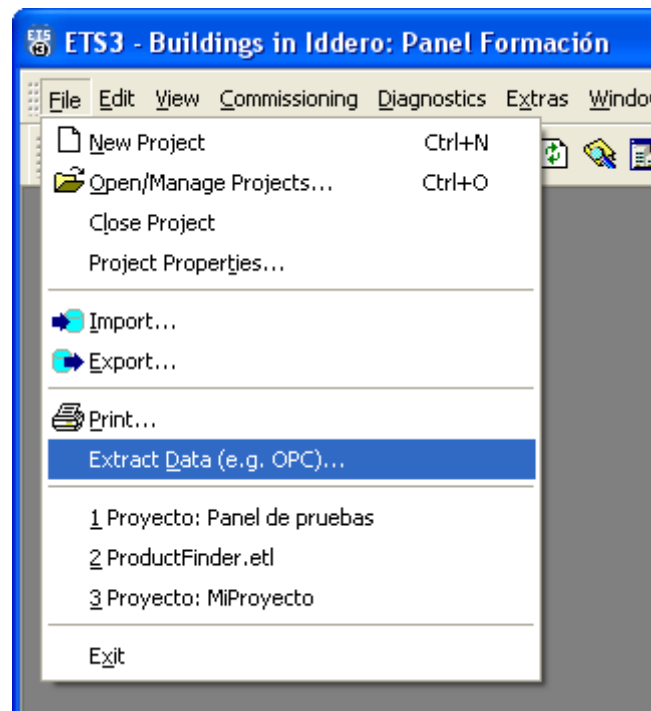 ETS3 - Buildings in Iddero: Panel Formación
File Edit View Commissioning Diagnostics Extras
New Project Ctrl+N
Open/Manage Projects... Ctrl+O
Close Project
Project Properties...
Import...
Export...
Print...
Extract Data (e.g. OPC)...
1 Proyecto: Panel de pruebas
2 ProductFinder.etl
3 Proyecto: MiProyecto
Exit